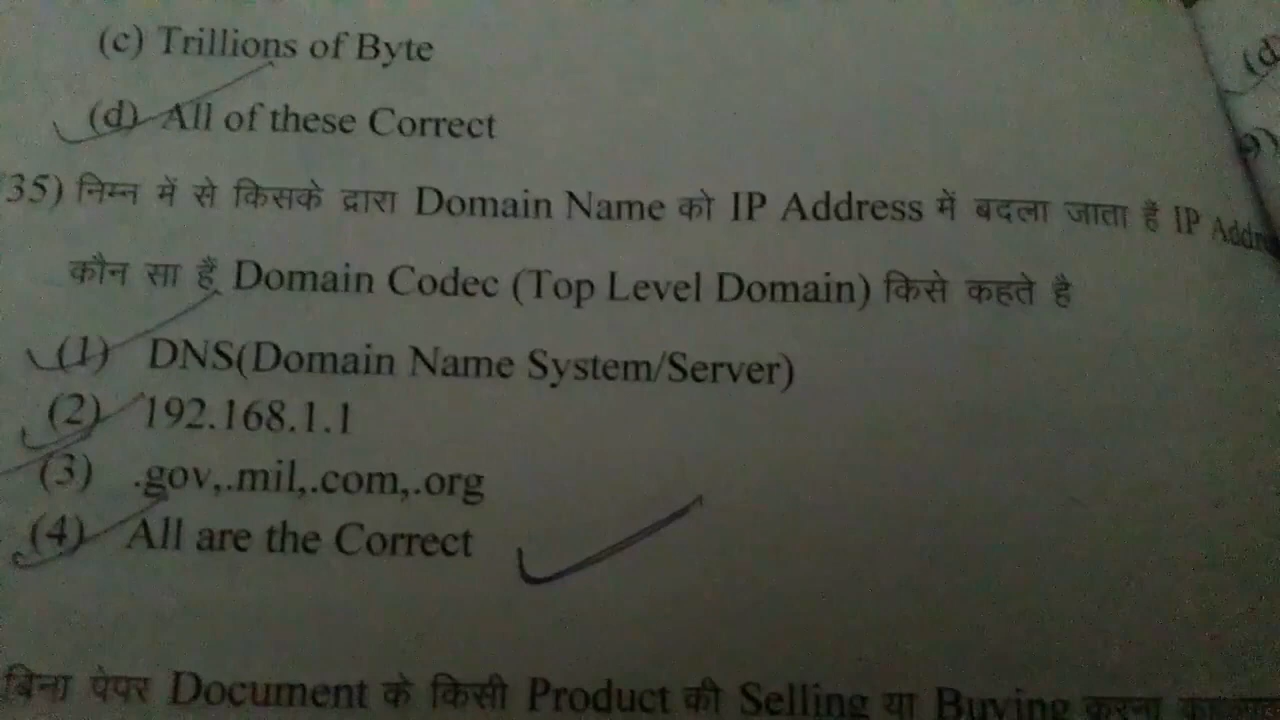 (c) Trillions of Byte
(d) All of these Correct
35) निम्न में से किसके द्रारा Domain Name को IP Address में बदला जाता है IP
कौन सा हैं Domain Codec (Top Level Domain) किसे कहते है
(1) DNS(Domain Name System/Server)
(2) 192.168.1.1
(3) .gov,.mil,.com,.org
(4) All are the Correct
बिना पेपर Document के किसी Product की Selling या Buying करना
(d